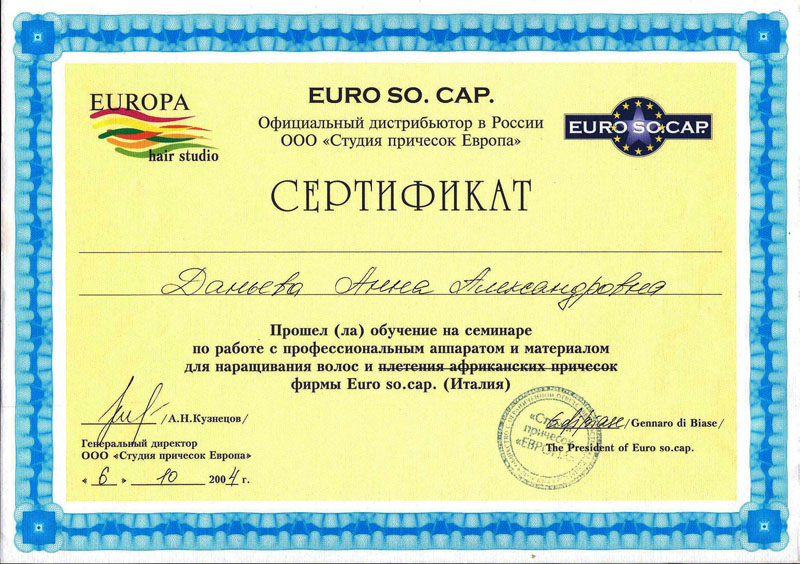 EUROPA
hair studio
EURO SO. CAP.
Официальный дистрибьютор в России
ООО «Студия причесок Европа»
EURO SO.CAP.
СЕРТИФИКАТ
Даньева Анна Александровна
Прошел (ла) обучение на семинаре
по работе с профессиональным аппаратом и материалом
для наращивания волос и плетения африканских причесок
фирмы Euro so.cap. (Италия)
/А.Н.Кузнецов/
Генеральный директор
ООО «Студия причесок Европа»
« 6 » 10 2004 г.
причесок
/Gennaro di Biase/
The President of Euro so.cap.